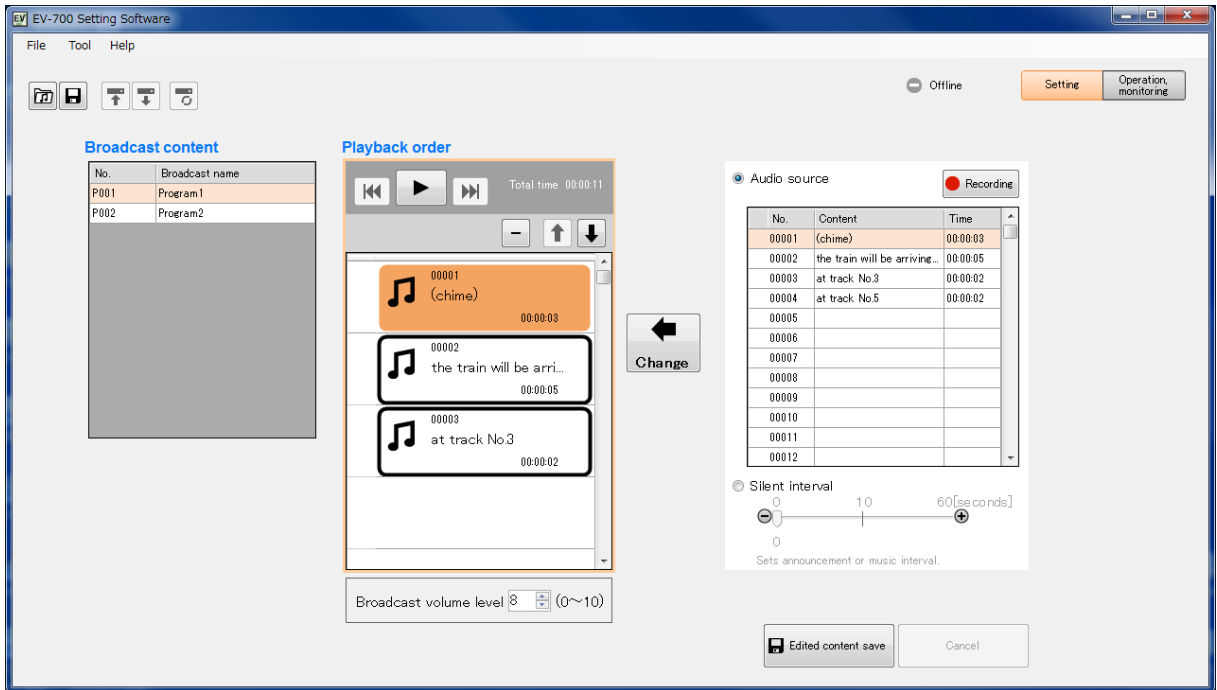 EV EV-700 Setting Software
File Tool Help
Offline
Setting
Operation,
monitoring
Broadcast content
No. Broadcast name
P001 Program1
P002 Program2
Playback order
Total time 00:00:11
00001
(chime)
00:00:03
00002
the train will be arri...
00:00:05
00003
at track No.3
00:00:02
Broadcast volume level 8 (0~10)
Change
Audio source
Recording
No. Content Time
00001 (chime) 00:00:03
00002 the train will be arriving... 00:00:05
00003 at track No.3 00:00:02
00004 at track No.5 00:00:02
00005
00006
00007
00008
00009
00010
00011
00012
Silent interval
0 10 60[seconds]
0
Sets announcement or music interval.
Edited content save
Cancel